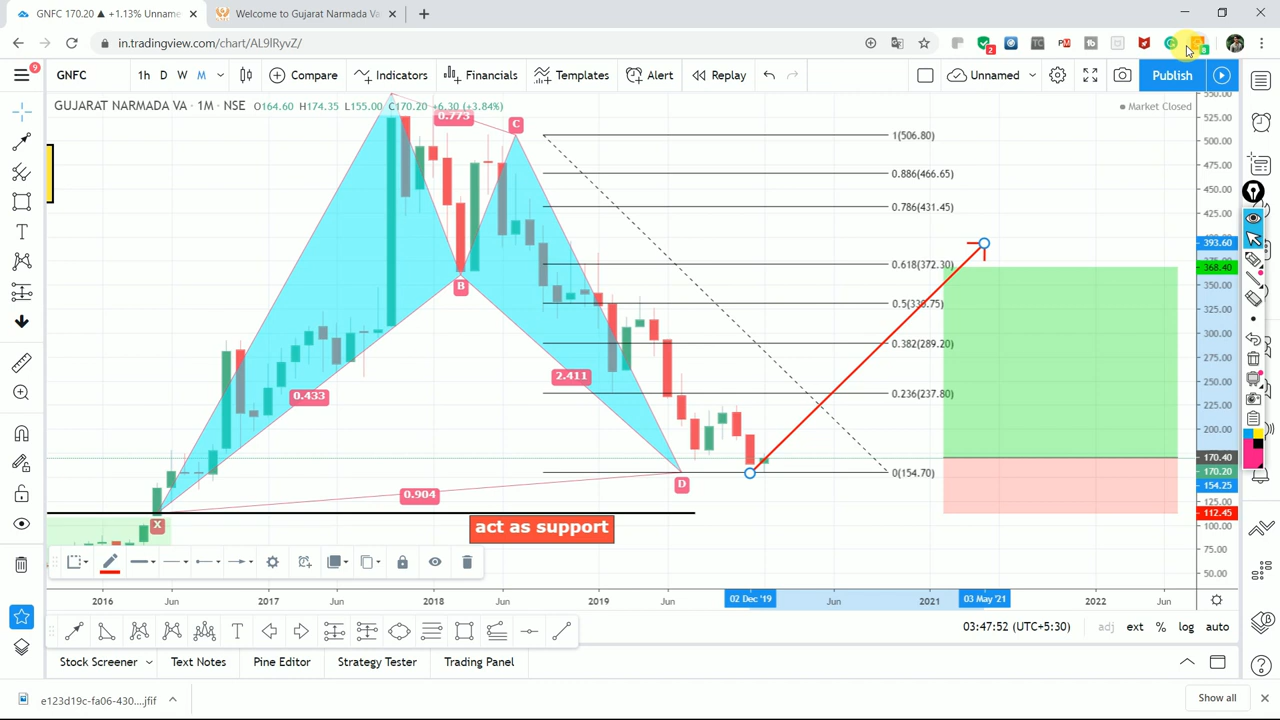 GNFC 170.20 ▲ +1.13% Unname
Welcome to Gujarat Narmada Va
in.tradingview.com/chart/AL9lRyvZ/
GNFC
1h D W M
Compare
Indicators
Financials
Templates
Alert
Replay
Unnamed
Publish
GUJARAT NARMADA VA · 1M · NSE O164.60 H174.35 L155.00 C170.20 +6.30 (+3.84%)
Market Closed
550.00
525.00
500.00
475.00
450.00
425.00
393.60
368.40
350.00
325.00
300.00
275.00
250.00
225.00
200.00
170.40
170.20
154.25
125.00
112.45
100.00
75.00
50.00
0.773
C
1(506.80)
0.886(466.65)
0.786(431.45)
0.618(372.30)
B
0.382(289.20)
2.411
0.433
0.236(237.80)
0(154.70)
D
0.904
X
act as support
2016
Jun
2017
Jun
2018
Jun
2019
Jun
02 Dec '19
Jun
2021
03 May '21
2022
Jun
03:47:52 (UTC+5:30)
adj
ext
%
log
auto
Stock Screener
Text Notes
Pine Editor
Strategy Tester
Trading Panel
e123d19c-fa06-430....jfif
Show all